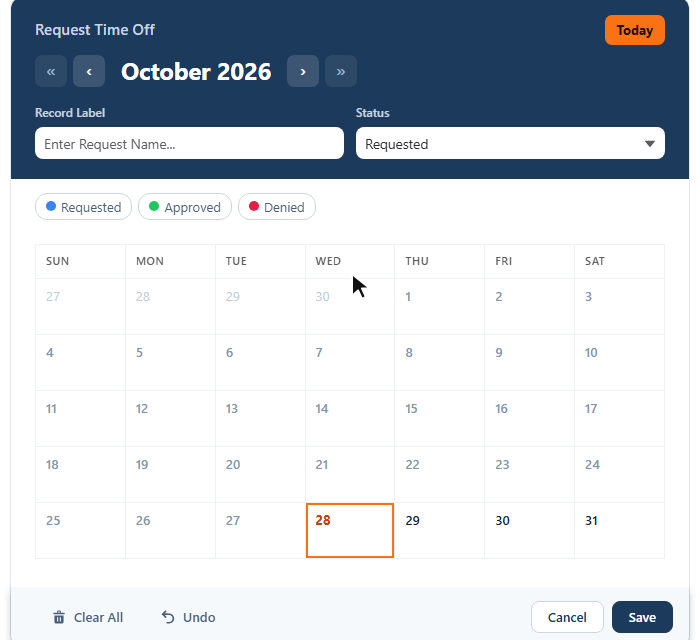 Request Time Off
Today
« ‹ October 2026 › »
Record Label Status
Enter Request Name... Requested
Requested Approved Denied
SUN MON TUE WED THU FRI SAT
27 28 29 30 1 2 3
4 5 6 7 8 9 10
11 12 13 14 15 16 17
18 19 20 21 22 23 24
25 26 27 28 29 30 31
Clear All Undo Cancel Save